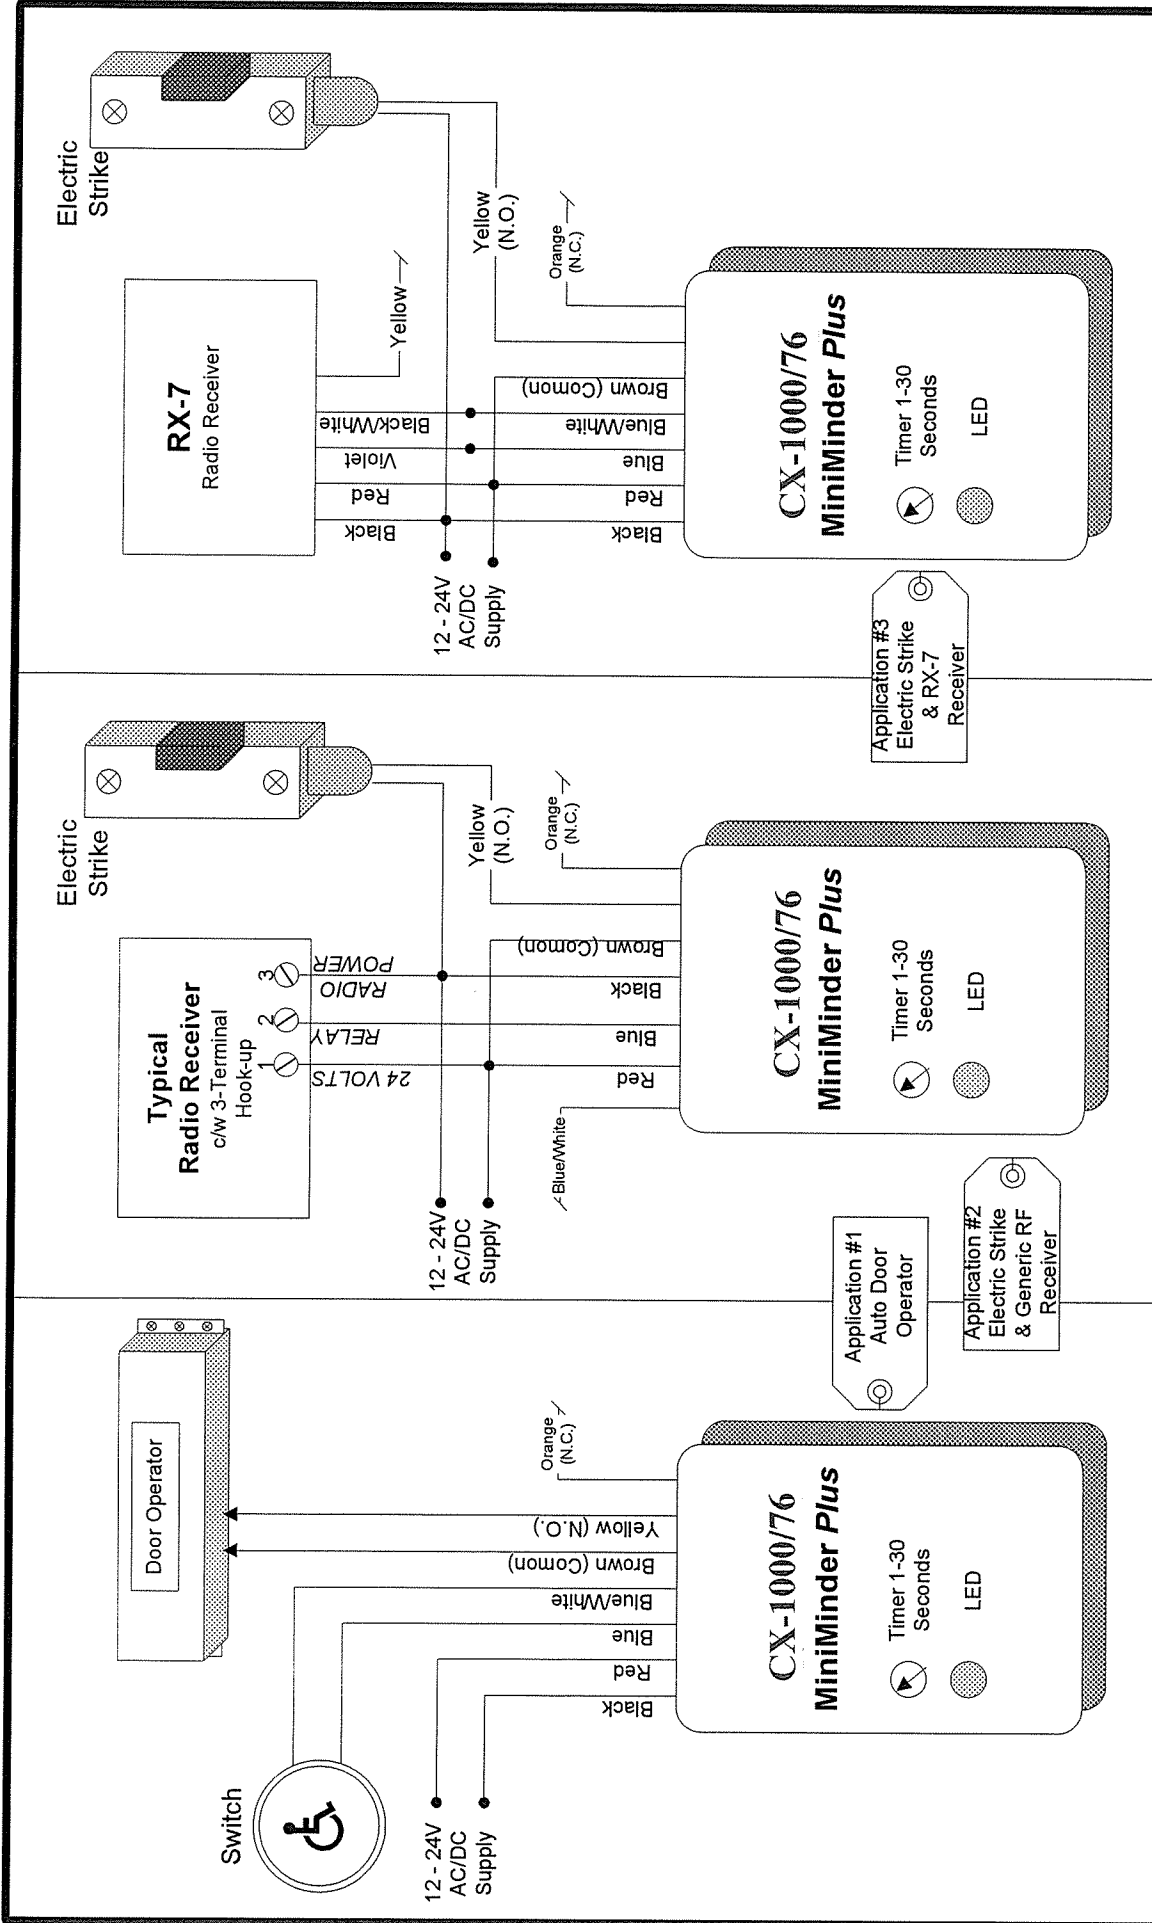 Switch
Door Operator
12 - 24V
AC/DC
Supply
Black
Red
Blue
Blue/White
Brown (Comon)
Yellow (N.O.)
Orange
(N.C.)
CX-1000/76
MiniMinder Plus
Timer 1-30
Seconds
LED
Application #1
Auto Door
Operator
Typical
Radio Receiver
c/w 3-Terminal
Hook-up
1
2
3
24 VOLTS
RELAY
RADIO
POWER
Electric
Strike
12 - 24V
AC/DC
Supply
Blue/White
Red
Blue
Black
Brown (Comon)
Yellow
(N.O.)
Orange
(N.C.)
CX-1000/76
MiniMinder Plus
Timer 1-30
Seconds
LED
Application #2
Electric Strike
& Generic RF
Receiver
RX-7
Radio Receiver
Electric
Strike
Black
Red
Violet
Black/White
Yellow
12 - 24V
AC/DC
Supply
Black
Red
Blue
Blue/White
Brown (Comon)
Yellow
(N.O.)
Orange
(N.C.)
CX-1000/76
MiniMinder Plus
Timer 1-30
Seconds
LED
Application #3
Electric Strike
& RX-7
Receiver